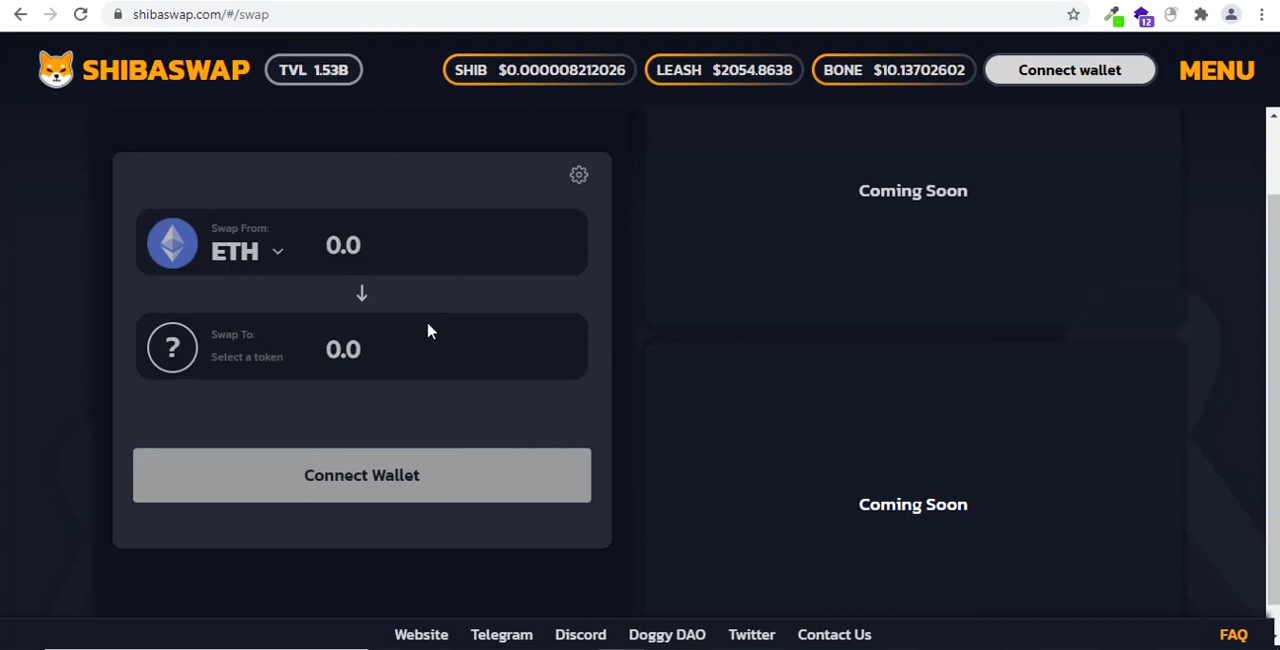 shibaswap.com/#/swap
12
SHIBASWAP
TVL 1.53B
SHIB $0.000008212026
LEASH $2054.8638
BONE $10.13702602
Connect wallet
MENU
Swap From:
ETH
0.0
?
Swap To:
Select a token
0.0
Connect Wallet
Coming Soon
Coming Soon
Website
Telegram
Discord
Doggy DAO
Twitter
Contact Us
FAQ